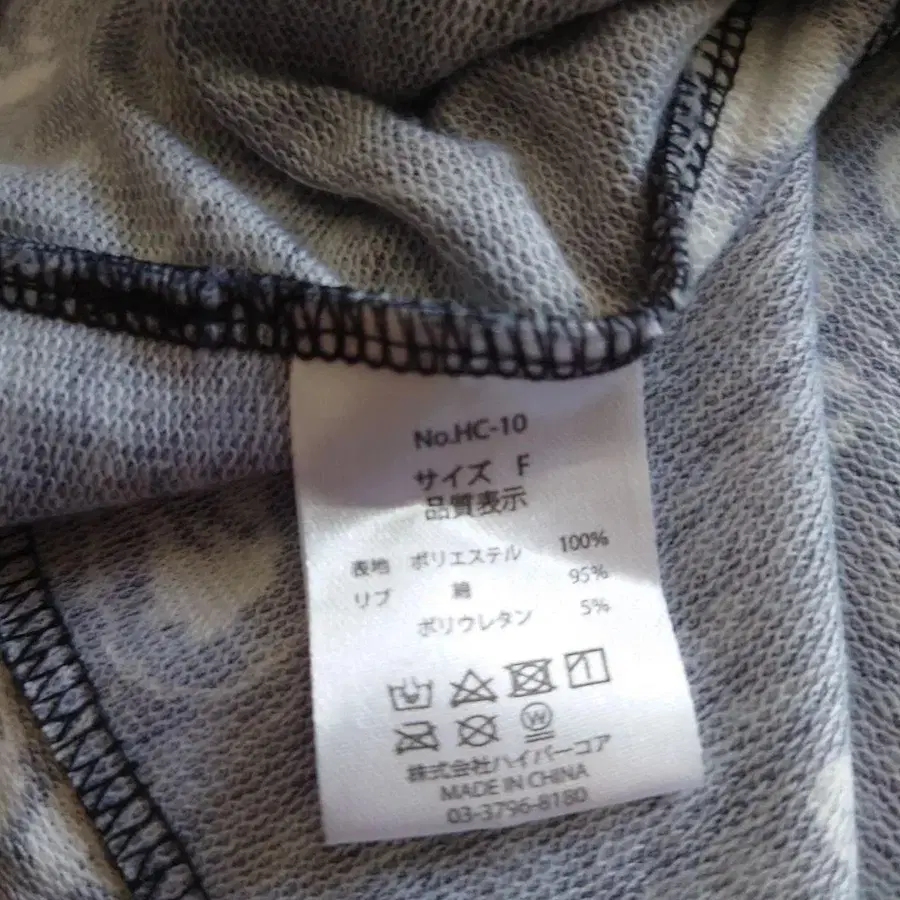 No.HC-10
サイズ F
品質表示
表地 ポリエステル 100%
リブ 綿 95%
ポリウレタン 5%
W
株式会社ハイパーコア
MADE IN CHINA
03-3796-8180